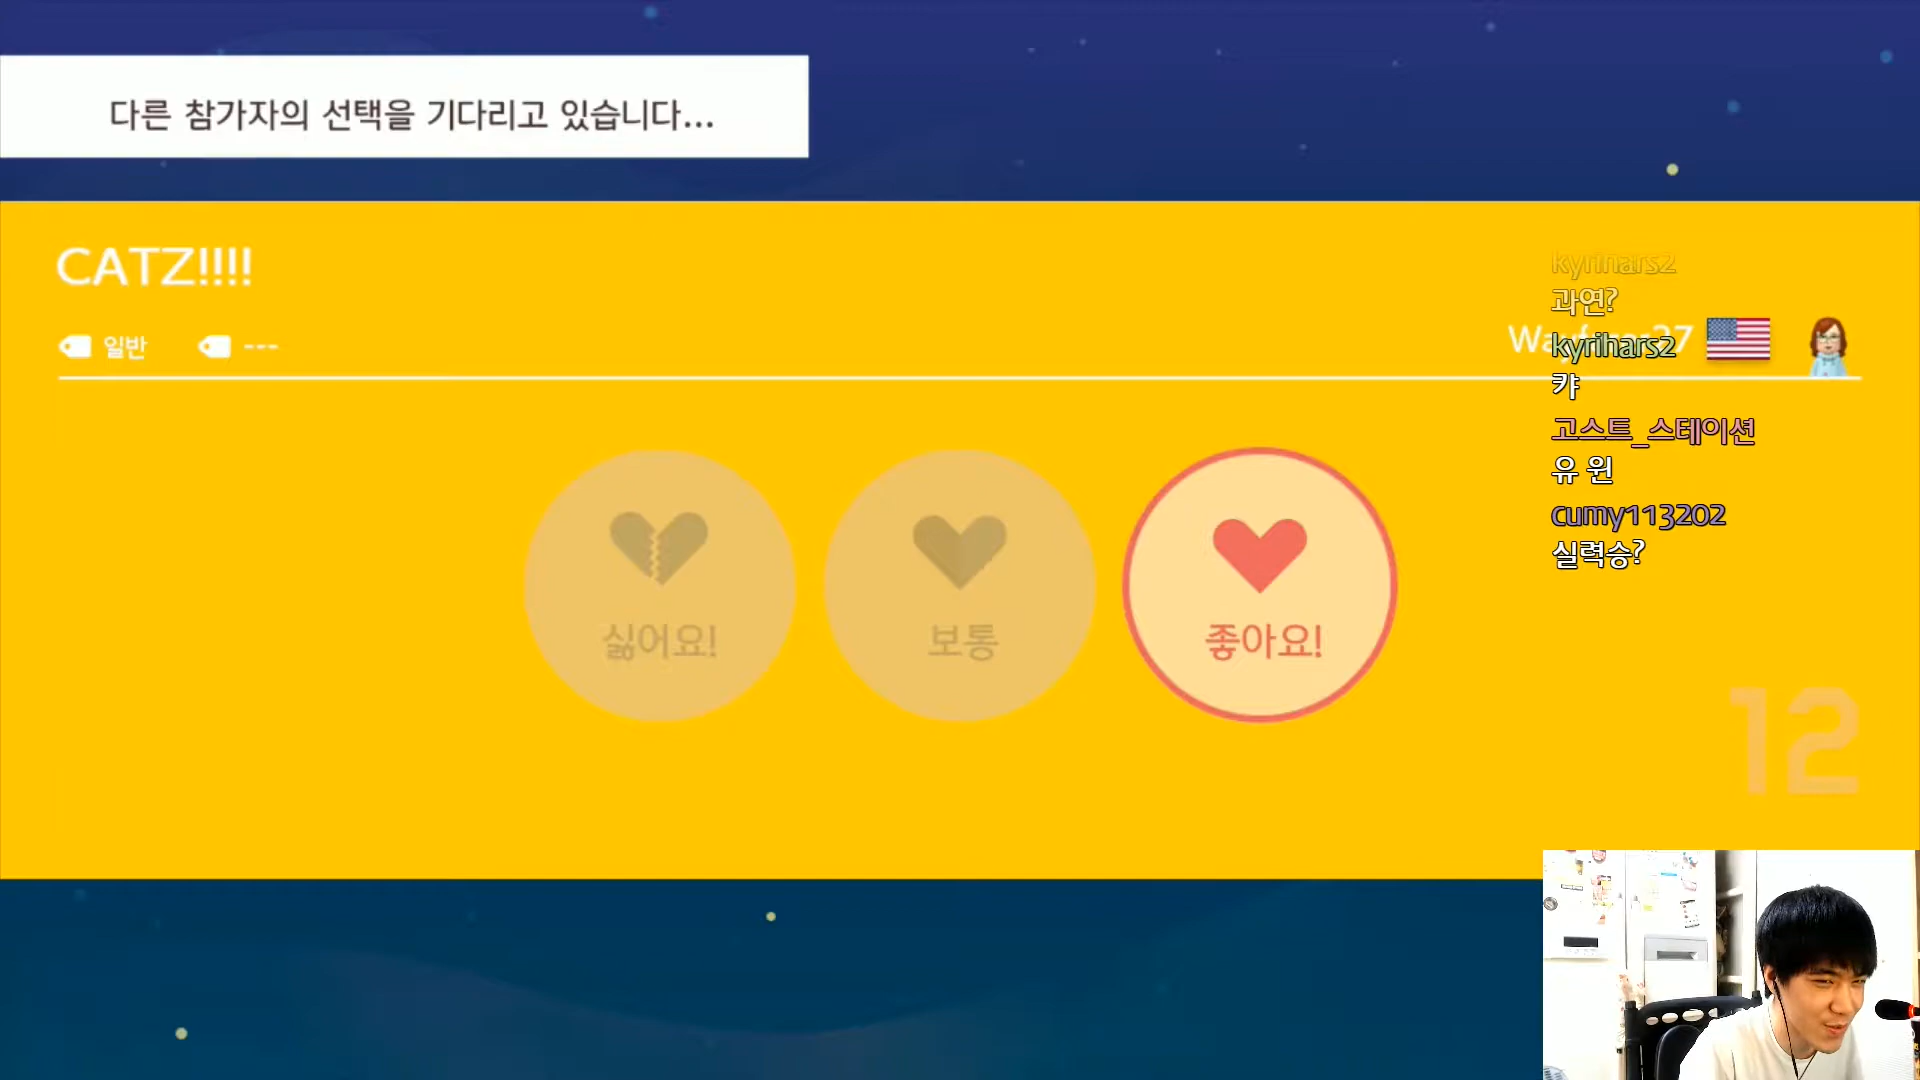 다른 참가자의 선택을 기다리고 있습니다...
CATZ!!!!
일반
---
kyrihars2
과연?
kyrihars2
캬
고스트_스테이션
유 윈
cumy113202
실력승?
싫어요!
보통
좋아요!
12